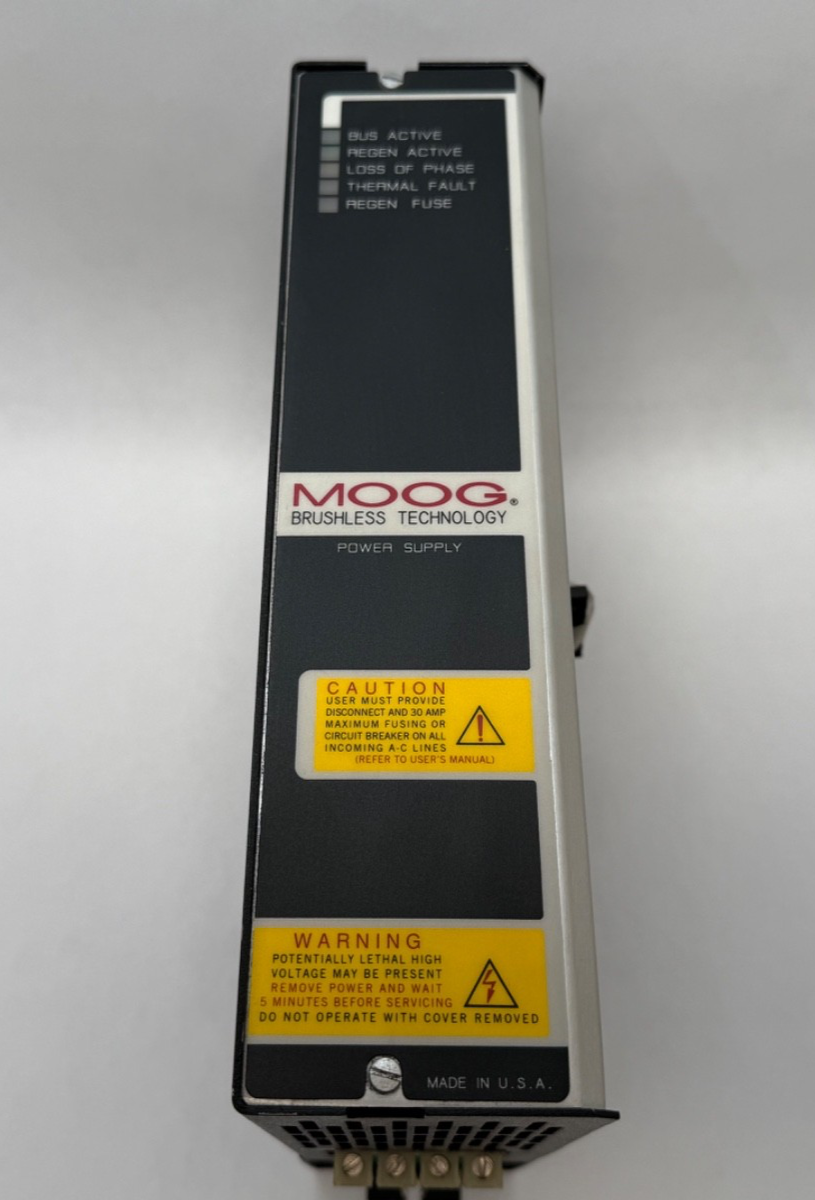 BUS ACTIVE
REGEN ACTIVE
LOSS OF PHASE
THERMAL FAULT
REGEN FUSE
MOOG®
BRUSHLESS TECHNOLOGY
POWER SUPPLY
CAUTION
USER MUST PROVIDE
DISCONNECT AND 30 AMP
MAXIMUM FUSING OR
CIRCUIT BREAKER ON ALL
INCOMING A-C LINES
(REFER TO USER'S MANUAL)
WARNING
POTENTIALLY LETHAL HIGH
VOLTAGE MAY BE PRESENT
REMOVE POWER AND WAIT
5 MINUTES BEFORE SERVICING
DO NOT OPERATE WITH COVER REMOVED
MADE IN U.S.A.